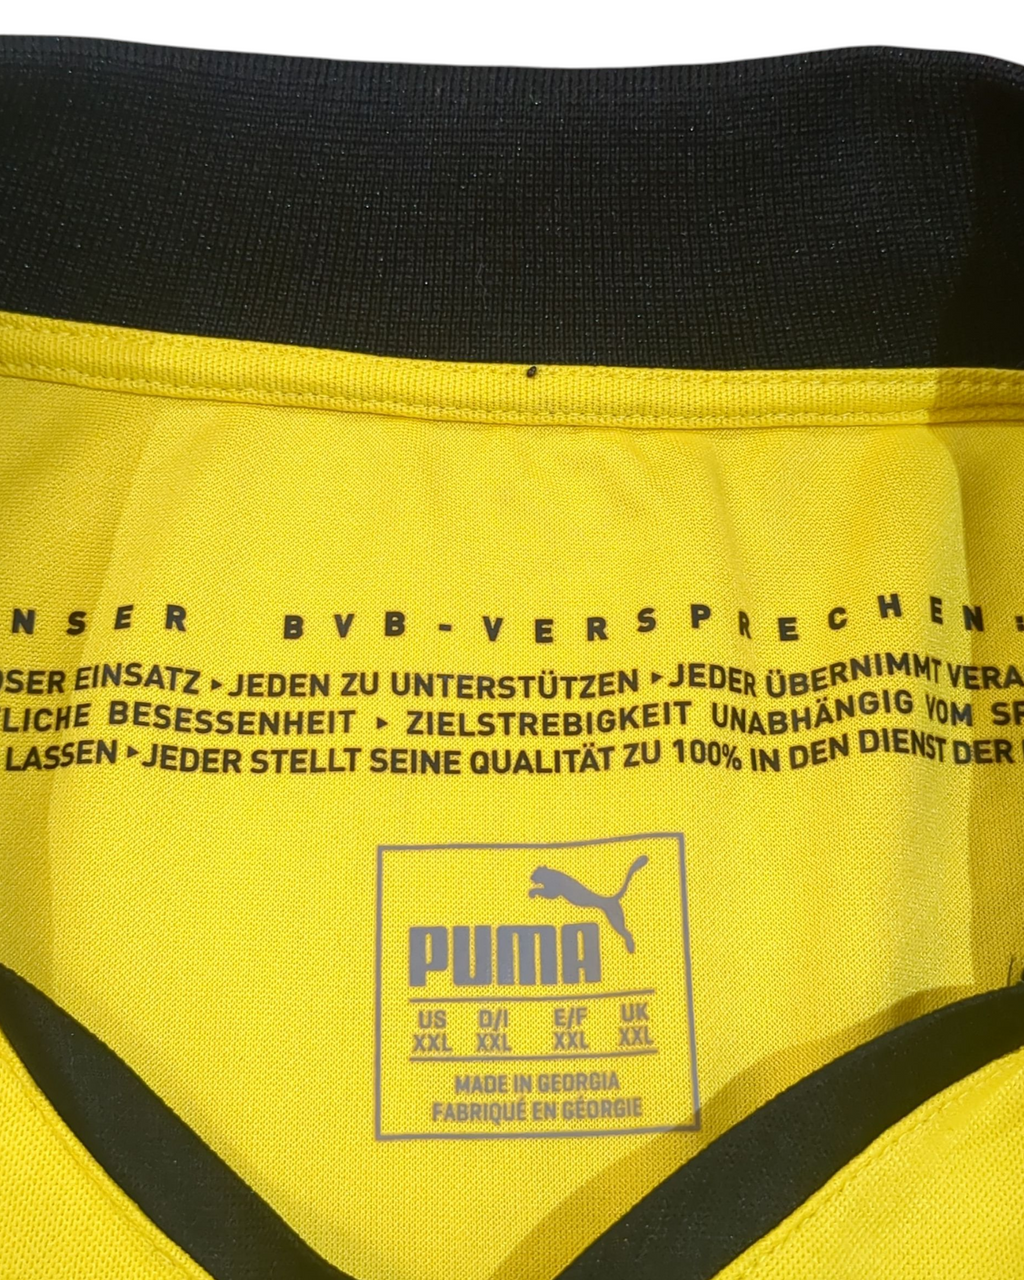 NSER BVB-VERSPRECHEN:
OSER EINSATZ ▸ JEDEN ZU UNTERSTÜTZEN ▸ JEDER ÜBERNIMMT VERA
LICHE BESESSENHEIT ▸ ZIELSTREBIGKEIT UNABHÄNGIG VOM SP
LASSEN ▸ JEDER STELLT SEINE QUALITÄT ZU 100% IN DEN DIENST DER
PUMA
US D/I E/F UK
XXL XXL XXL XXL
MADE IN GEORGIA
FABRIQUÉ EN GÉORGIE